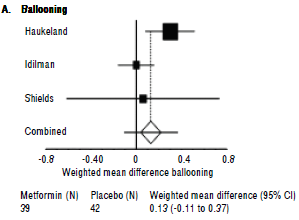 A. Ballooning
Haukeland
Idilman
Shields
Combined
-0.8 -0.40 0 0.4 0.8
Weighted mean difference ballooning
Metformin (N) Placebo (N) Weighted mean difference (95% CI)
39 42 0.13 (-0.11 to 0.37)